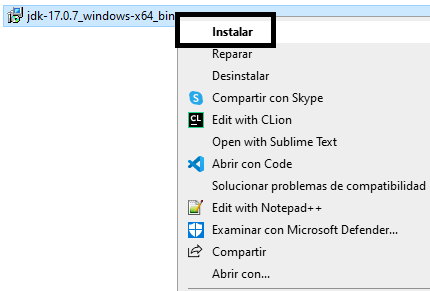 jdk-17.0.7_windows-x64_bin
Instalar
Reparar
Desinstalar
Compartir con Skype
Edit with CLion
Open with Sublime Text
Abrir con Code
Solucionar problemas de compatibilidad
Edit with Notepad++
Examinar con Microsoft Defender...
Compartir
Abrir con...